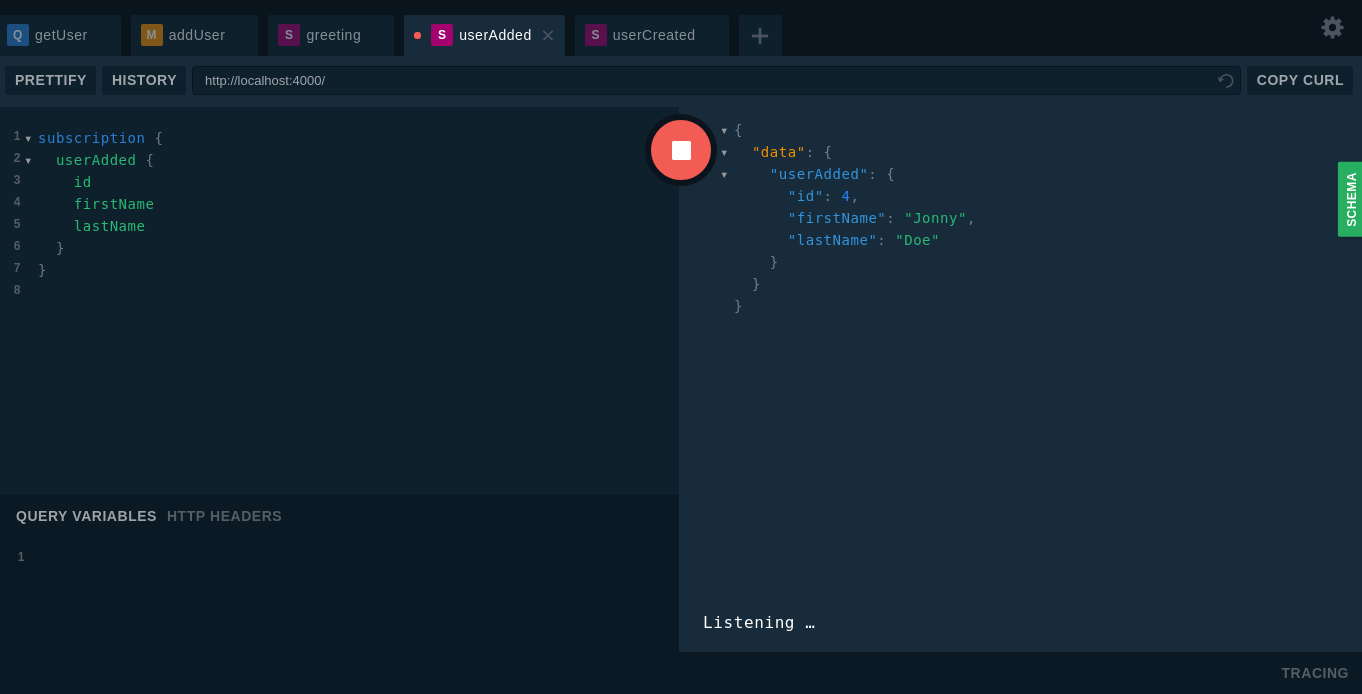 Q getUser M addUser S greeting S userAdded S userCreated
PRETTIFY HISTORY http://localhost:4000/ COPY CURL
1 subscription {
2 userAdded {
3 id
4 firstName
5 lastName
6 }
7 }
8
{
"data": {
"userAdded": {
"id": 4,
"firstName": "Jonny",
"lastName": "Doe"
}
}
}
SCHEMA
QUERY VARIABLES HTTP HEADERS
1
Listening …
TRACING